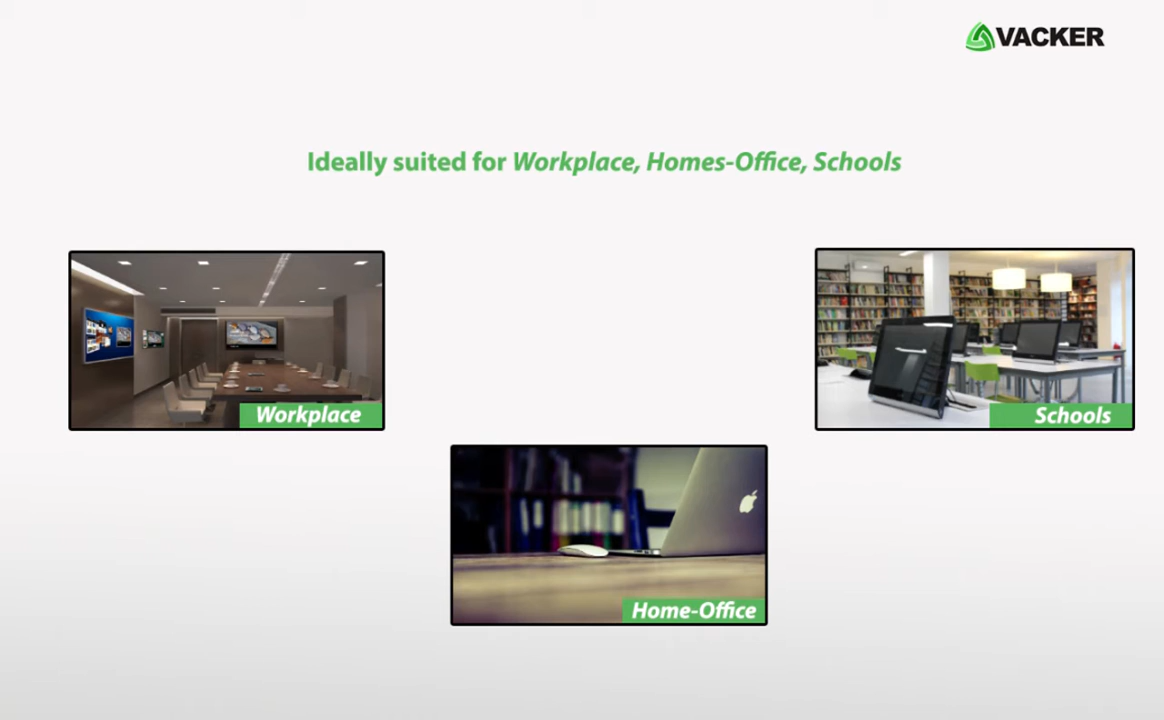 VACKER
Ideally suited for Workplace, Homes-Office, Schools
Workplace
Schools
Home-Office